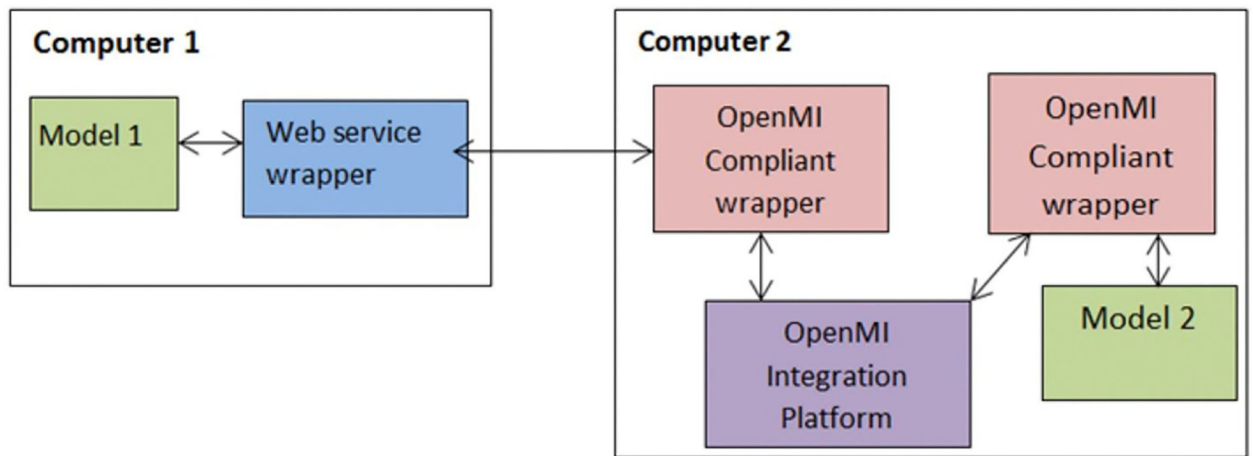 Computer 1
Model 1
Web service
wrapper
Computer 2
OpenMI
Compliant
wrapper
OpenMI
Compliant
wrapper
OpenMI
Integration
Platform
Model 2